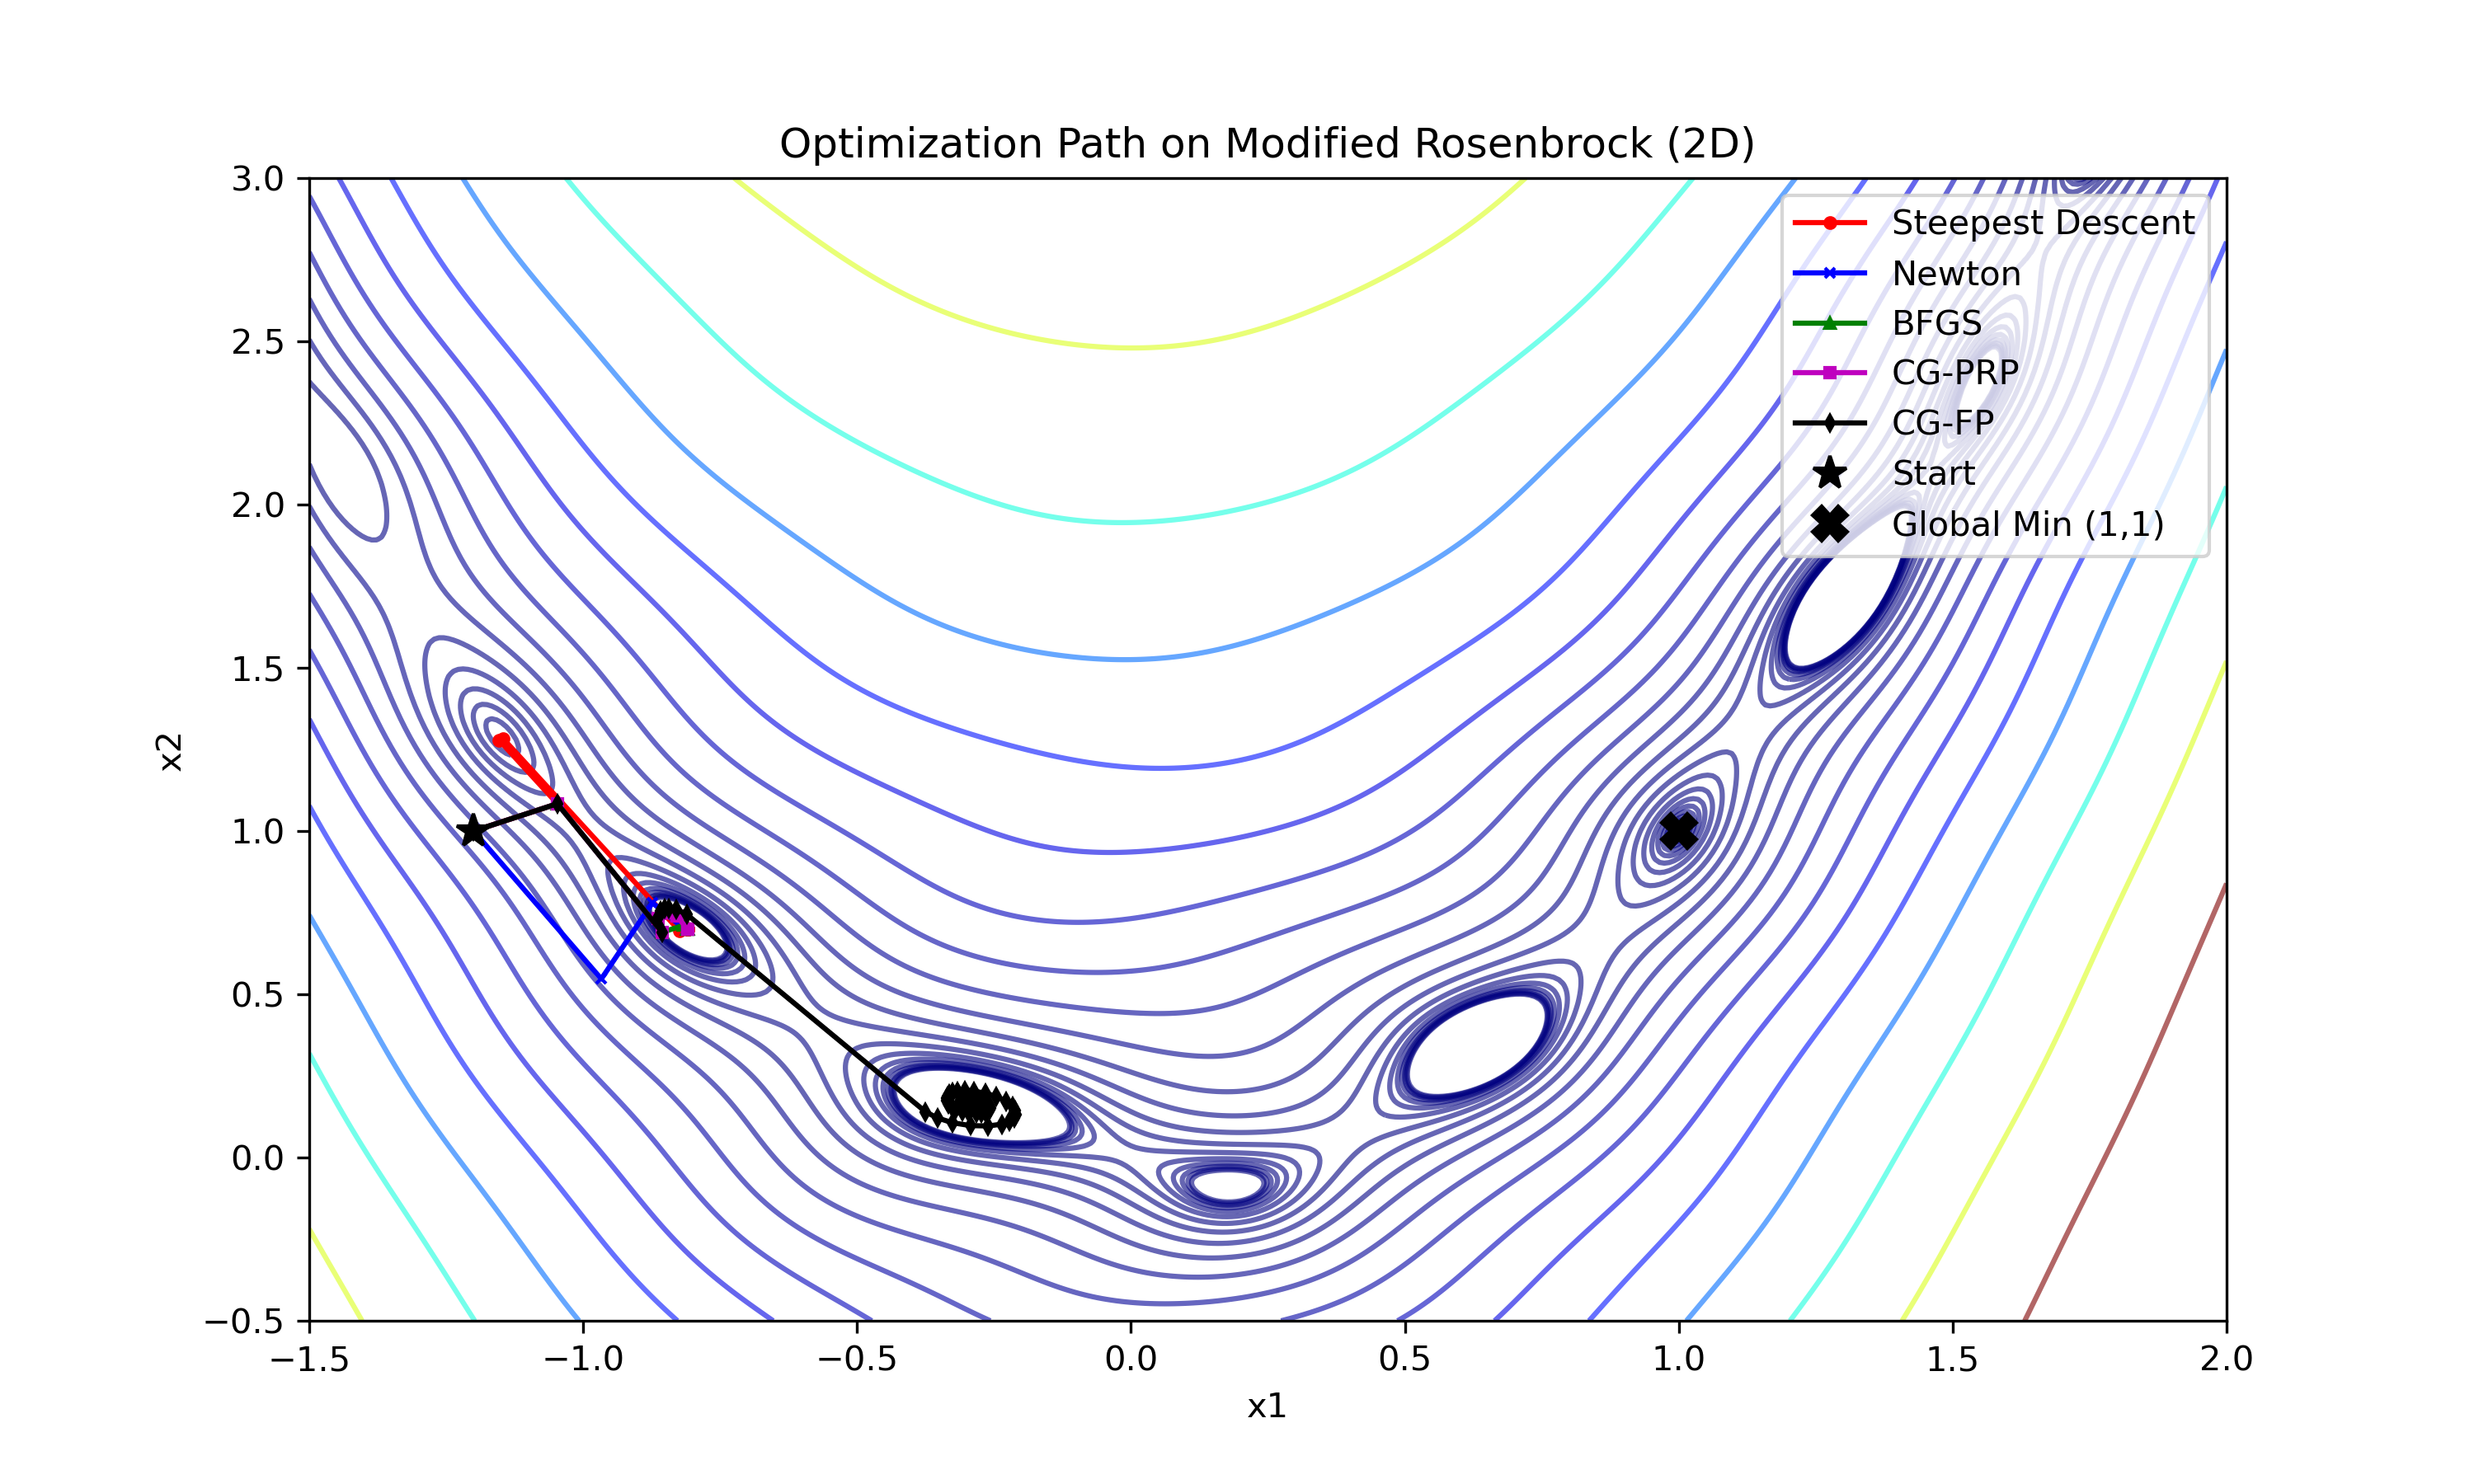 Optimization Path on Modified Rosenbrock (2D)
3.0
2.5
2.0
1.5
1.0
0.5
0.0
−0.5
x2
−1.5
−1.0
−0.5
0.0
0.5
1.0
1.5
2.0
x1
Steepest Descent
Newton
BFGS
CG-PRP
CG-FP
Start
Global Min (1,1)